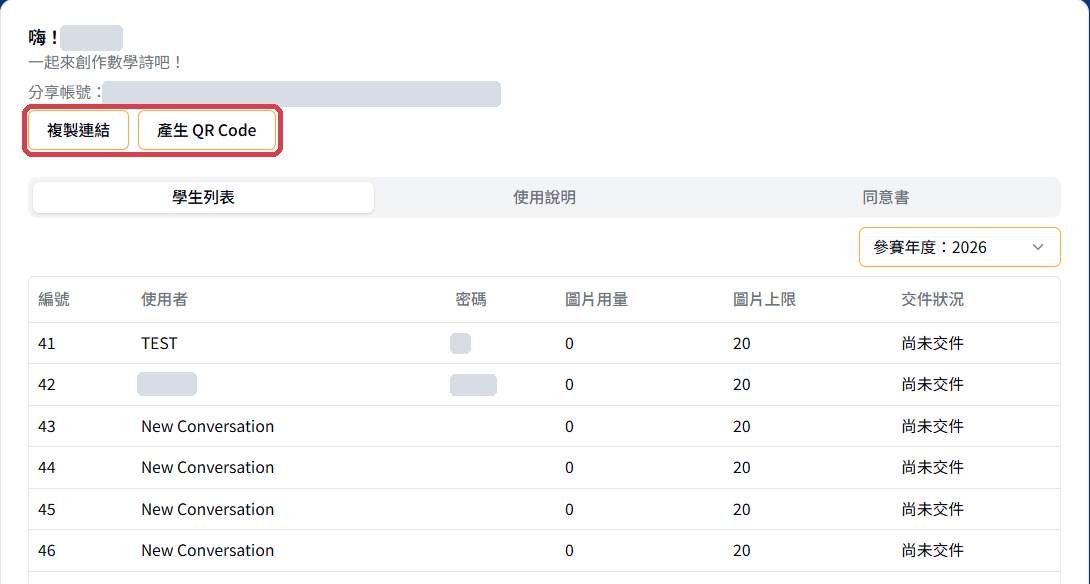 嗨！
一起來創作數學詩吧！
分享帳號：
複製連結 產生 QR Code
學生列表 使用說明 同意書
參賽年度：2026
編號 使用者 密碼 圖片用量 圖片上限 交件狀況
41 TEST 0 20 尚未交件
42 0 20 尚未交件
43 New Conversation 0 20 尚未交件
44 New Conversation 0 20 尚未交件
45 New Conversation 0 20 尚未交件
46 New Conversation 0 20 尚未交件